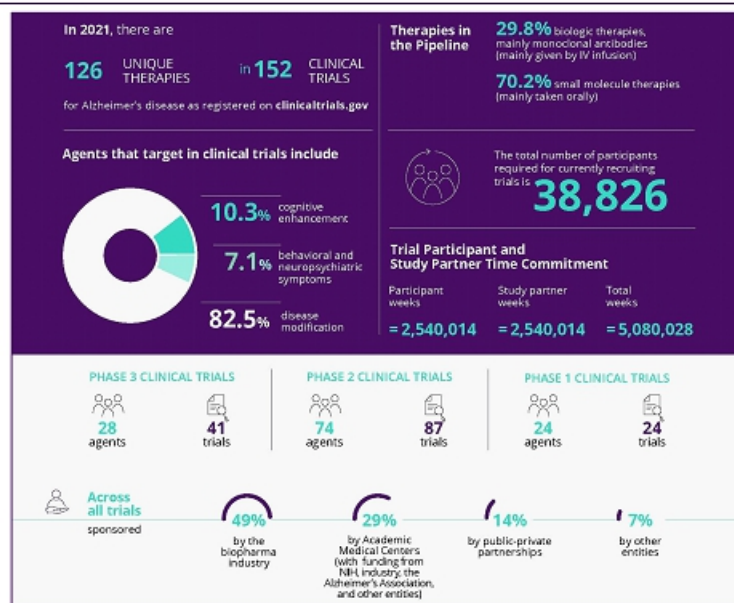 In 2021, there are
126 UNIQUE THERAPIES in 152 CLINICAL TRIALS
for Alzheimer's disease as registered on clinicaltrials.gov
Therapies in
the Pipeline
29.8% biologic therapies,
mainly monoclonal antibodies
(mainly given by IV infusion)
70.2% small molecule therapies
(mainly taken orally)
Agents that target in clinical trials include
10.3% cognitive
enhancement
7.1% behavioral and
neuropsychiatric
symptoms
82.5% disease
modification
The total number of participants
required for currently recruiting
trials is 38,826
Trial Participant and
Study Partner Time Commitment
Participant
weeks
= 2,540,014
Study partner
weeks
= 2,540,014
Total
weeks
= 5,080,028
PHASE 3 CLINICAL TRIALS
28
agents
41
trials
PHASE 2 CLINICAL TRIALS
74
agents
87
trials
PHASE 1 CLINICAL TRIALS
24
agents
24
trials
Across
all trials
sponsored
49%
by the
biopharma
industry
29%
by Academic
Medical Centers
(with funding from
NIH, industry, the
Alzheimer's Association,
and other entities)
14%
by public-private
partnerships
7%
by other
entities